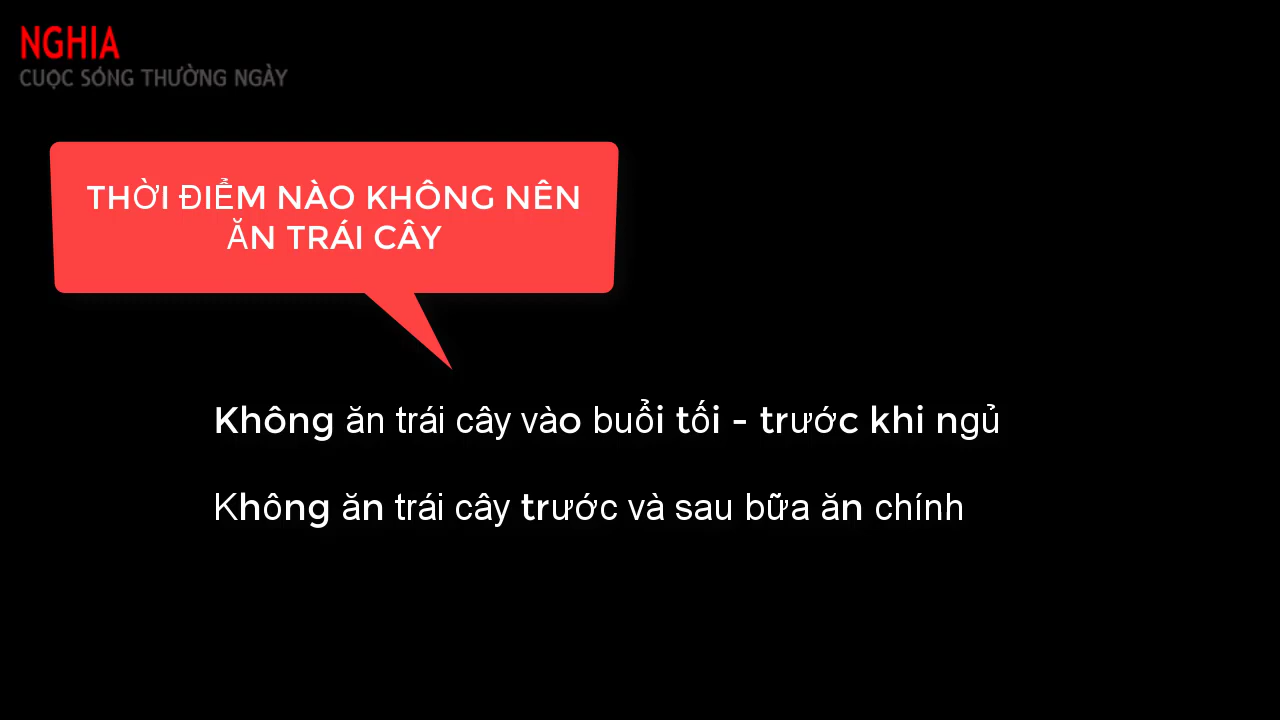 NGHIA
CUỘC SÓNG THƯỜNG NGÀY
THỜI ĐIỂM NÀO KHÔNG NÊN
ĂN TRÁI CÂY
Không ăn trái cây vào buổi tối - trước khi ngủ
Không ăn trái cây trước và sau bữa ăn chính